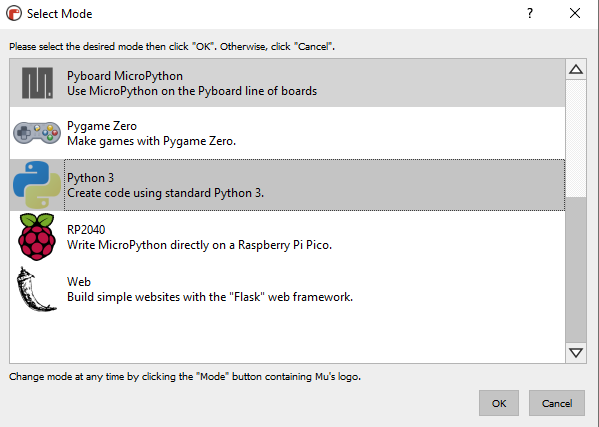 Select Mode
Please select the desired mode then click "OK". Otherwise, click "Cancel".
Pyboard MicroPython
Use MicroPython on the Pyboard line of boards
Pygame Zero
Make games with Pygame Zero.
Python 3
Create code using standard Python 3.
RP2040
Write MicroPython directly on a Raspberry Pi Pico.
Web
Build simple websites with the "Flask" web framework.
Change mode at any time by clicking the "Mode" button containing Mu's logo.
OK
Cancel